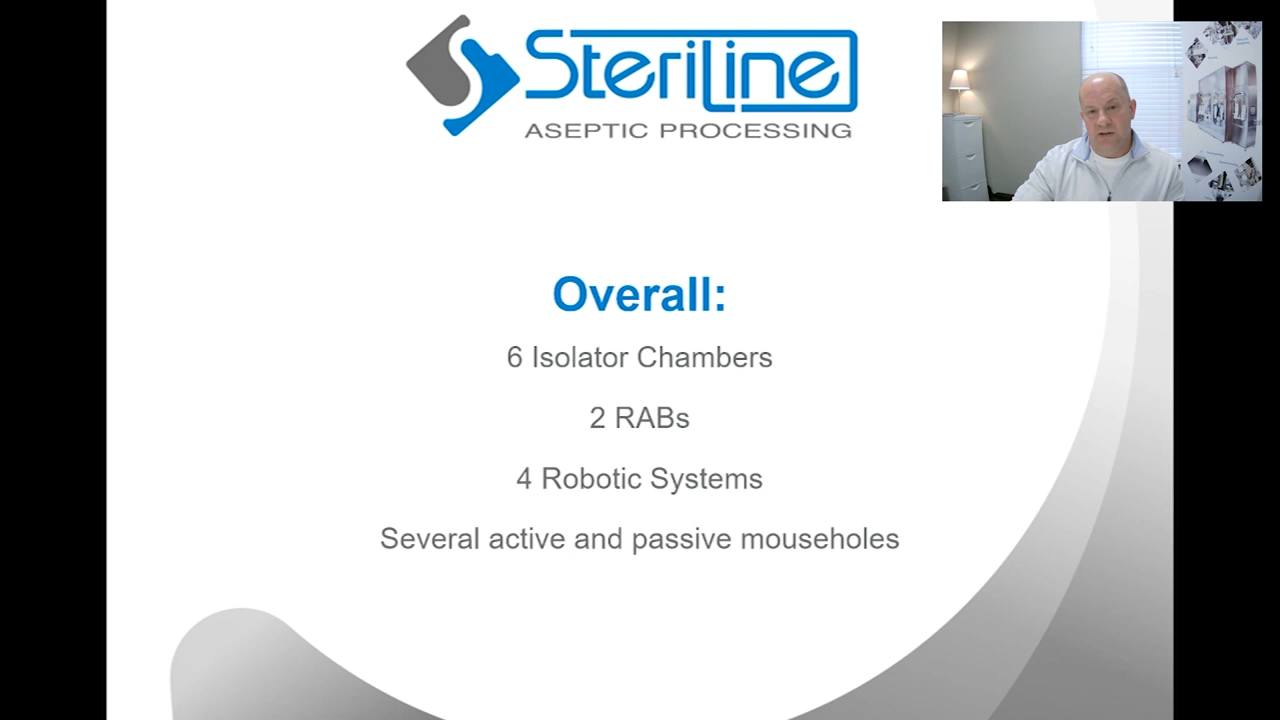 SteriLine
ASEPTIC PROCESSING
Overall:
6 Isolator Chambers
2 RABs
4 Robotic Systems
Several active and passive mouseholes